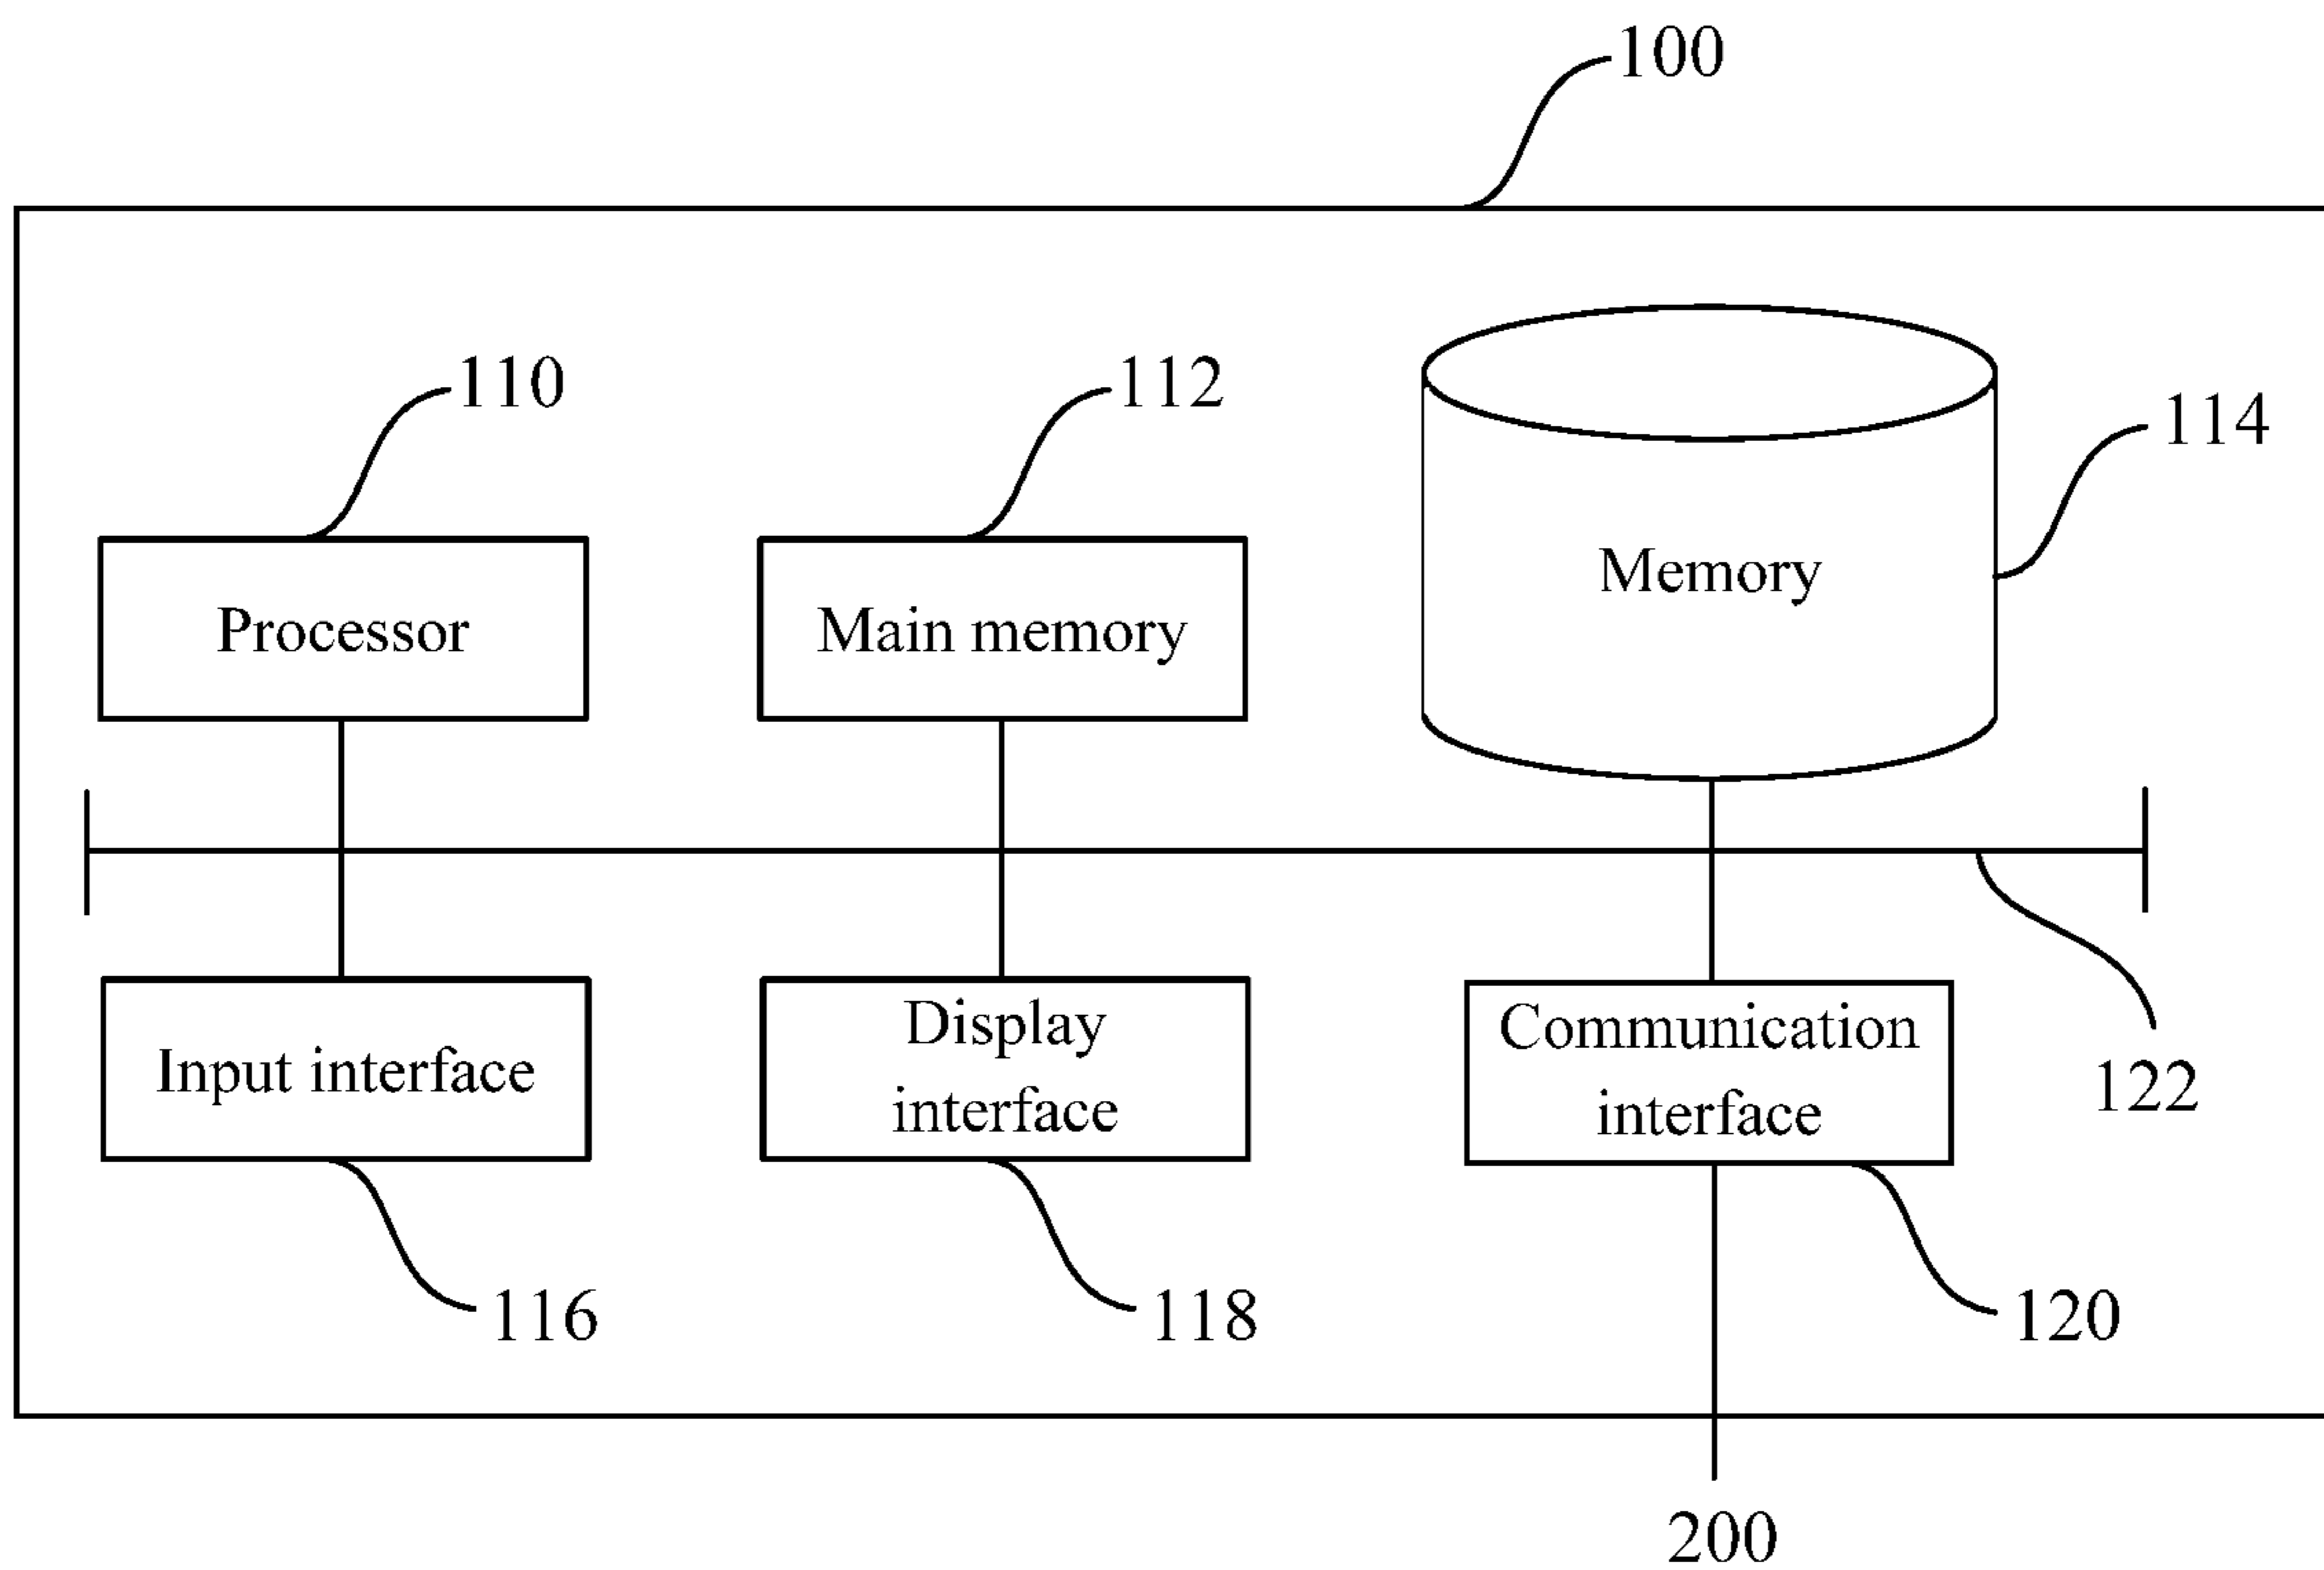 100
110
112
114
Memory
Processor
Main memory
Display
Communication
Input interface
122
interface
interface
116
118
120
200